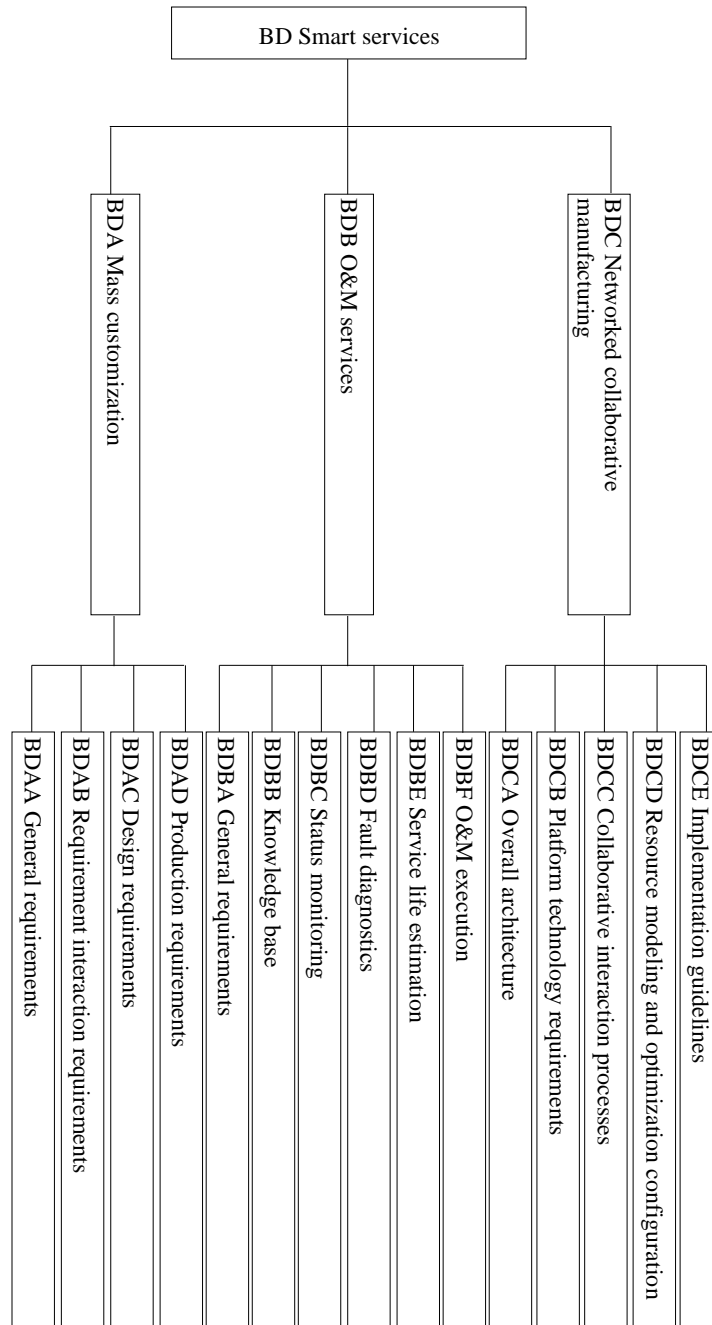 BD Smart services
BDA Mass customization
BDB O&M services
BDC Networked collaborative
manufacturing
BDAA General requirements
BDAB Requirement interaction requirements
BDAC Design requirements
BDAD Production requirements
BDBA General requirements
BDBB Knowledge base
BDBC Status monitoring
BDBD Fault diagnostics
BDBE Service life estimation
BDBF O&M execution
BDCA Overall architecture
BDCB Platform technology requirements
BDCC Collaborative interaction processes
BDCD Resource modeling and optimization configuration
BDCE Implementation guidelines